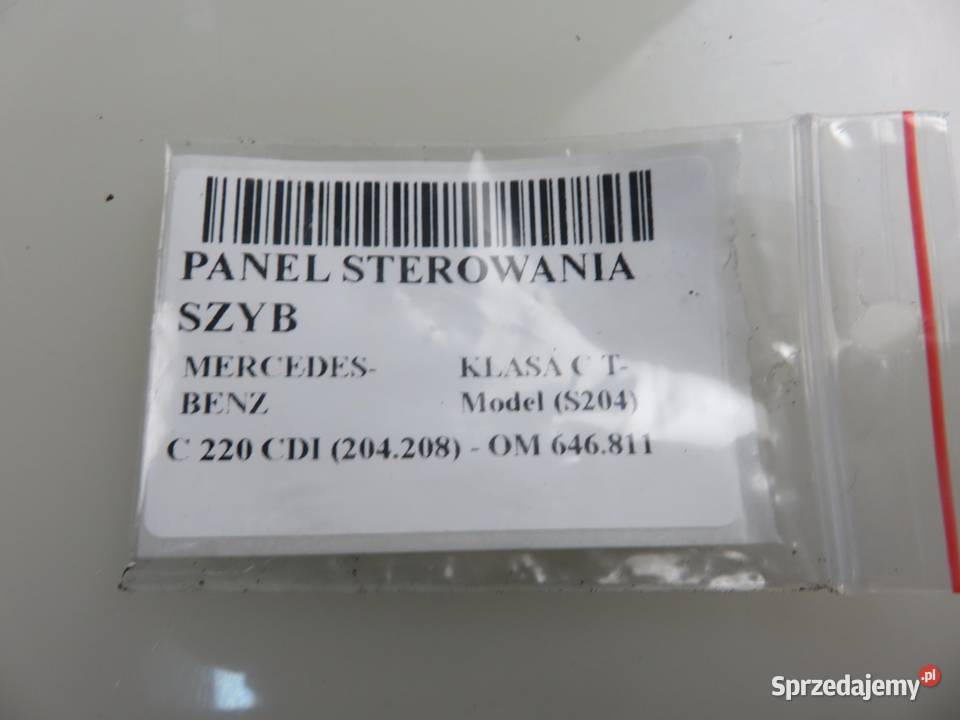 PANEL STEROWANIA
SZYB
MERCEDES-
BENZ
KLASA C T-
Model (S204)
C 220 CDI (204.208) - OM 646.811
Sprzedajemy.pl